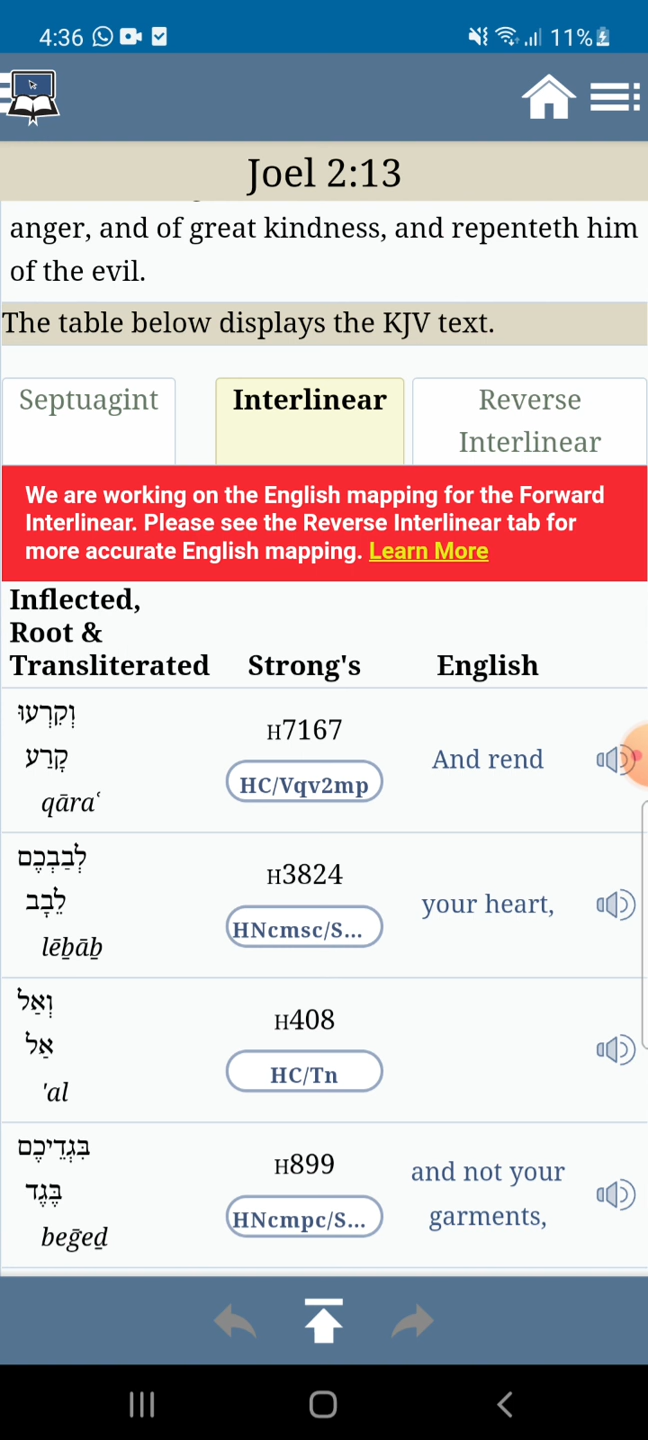 4:36
11%
Joel 2:13
anger, and of great kindness, and repenteth him
of the evil.
The table below displays the KJV text.
Septuagint
Interlinear
Reverse
Interlinear
We are working on the English mapping for the Forward
Interlinear. Please see the Reverse Interlinear tab for
more accurate English mapping. Learn More
Inflected,
Root &
Transliterated Strong's English
וְקִרְעוּ
קָרַע
qāraʿ
H7167
HC/Vqv2mp
And rend
לְבַבְכֶם
לֵבָב
lēḇāḇ
H3824
HNcmsc/S...
your heart,
וְאַל
אַל
'al
H408
HC/Tn
בִּגְדֵיכֶם
בֶּגֶד
beḡeḏ
H899
HNcmpc/S...
and not your
garments,